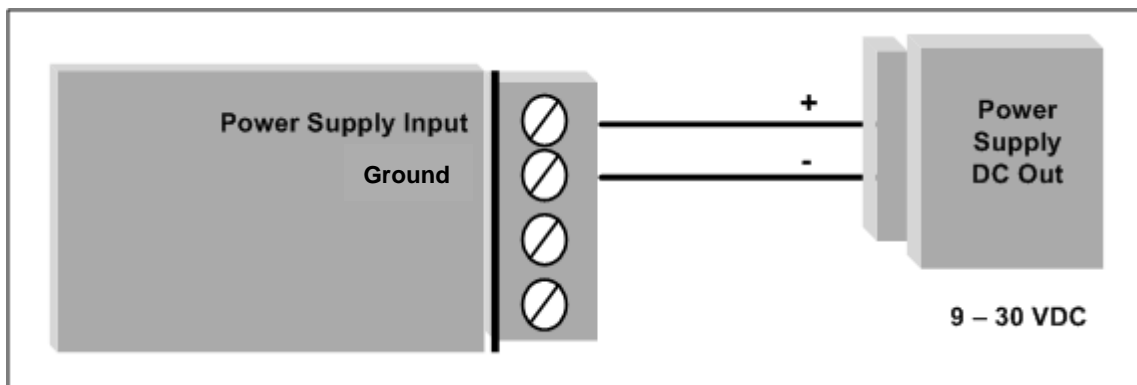 Power Supply Input
Ground
+
-
Power
Supply
DC Out
9 – 30 VDC